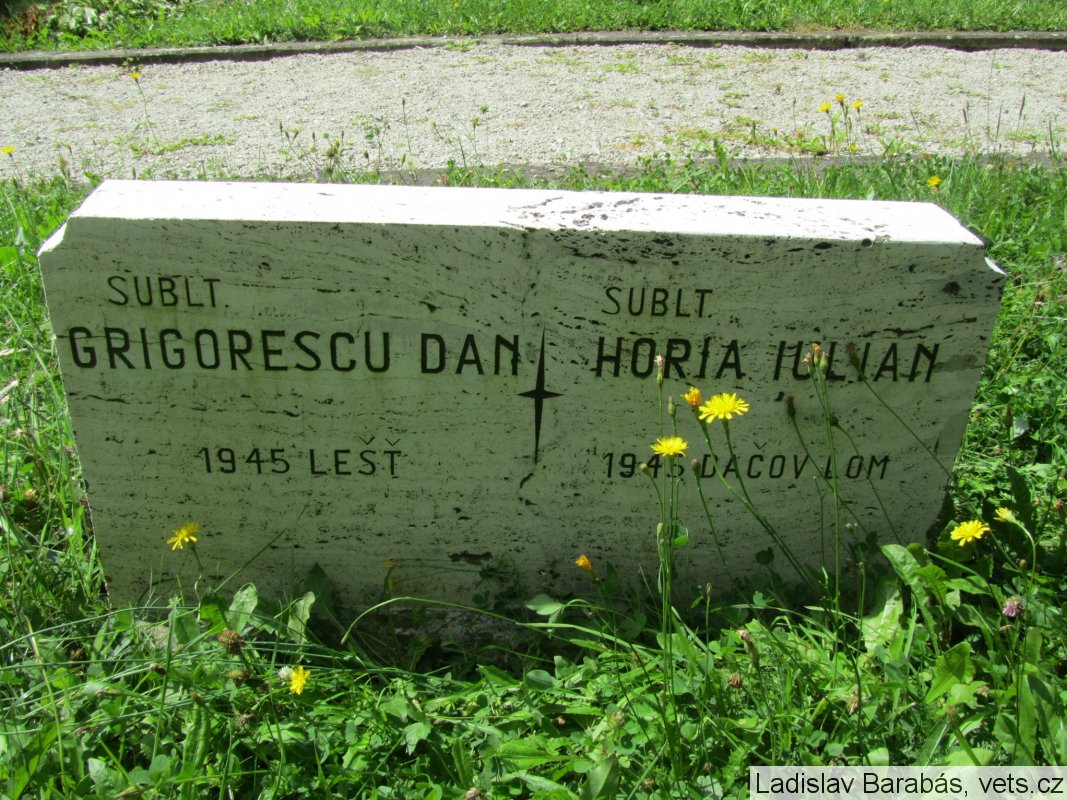 SUBLT.
GRIGORESCU DAN
1945 LEŠŤ
SUBLT.
HORIA IULIAN
1945 DAČOV LOM
Ladislav Barabás, vets.cz